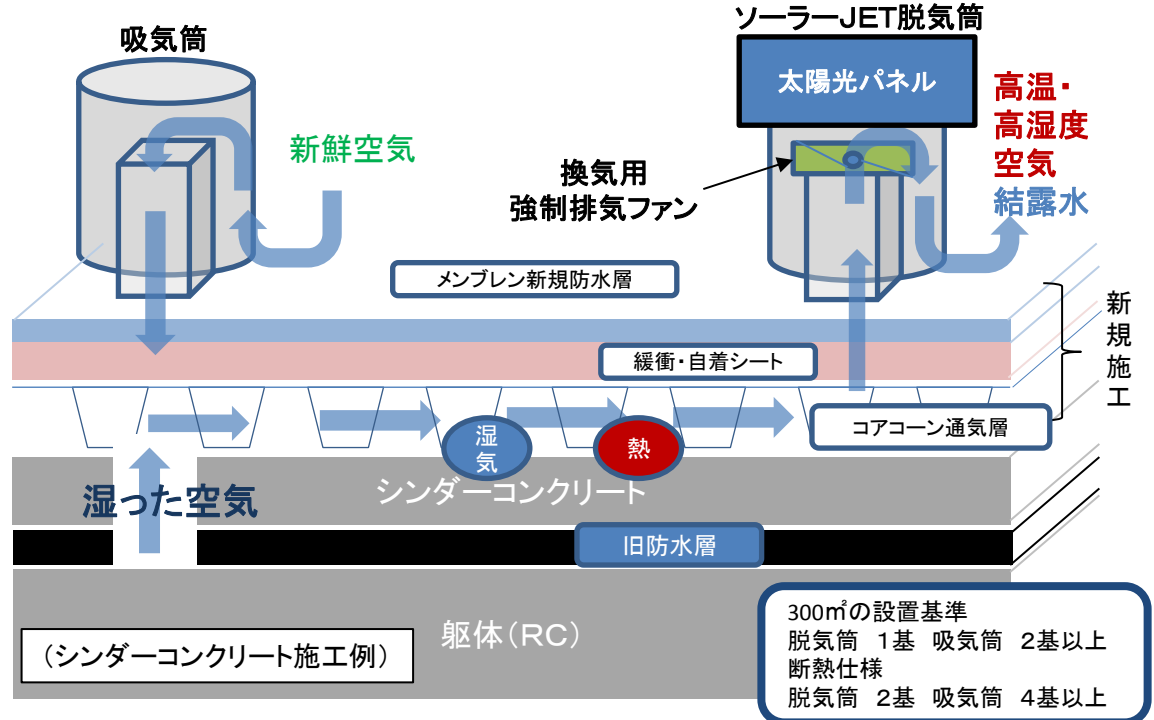 吸気筒
ソーラーJET脱気筒
太陽光パネル
新鮮空気
換気用
強制排気ファン
高温・
高湿度
空気
結露水
メンブレン新規防水層
緩衝・自着シート
新規施工
コアコーン通気層
湿気
熱
シンダーコンクリート
湿った空気
旧防水層
躯体(RC)
(シンダーコンクリート施工例)
300㎡の設置基準
脱気筒 1基 吸気筒 2基以上
断熱仕様
脱気筒 2基 吸気筒 4基以上